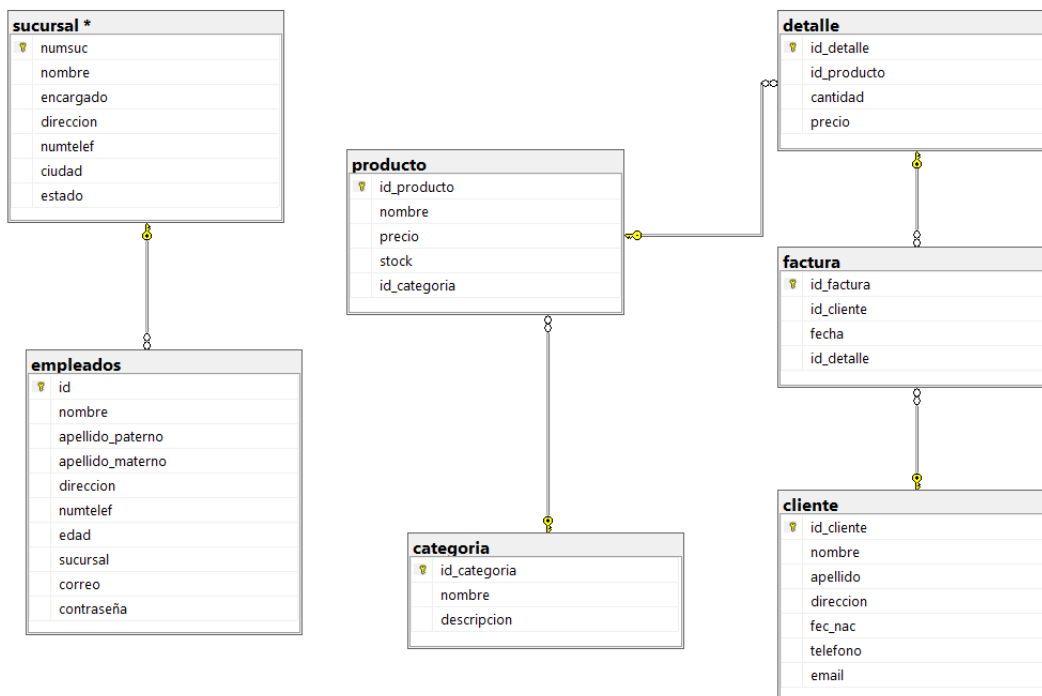 sucursal *
numsuc
nombre
encargado
direccion
numtelef
ciudad
estado
empleados
id
nombre
apellido_paterno
apellido_materno
direccion
numtelef
edad
sucursal
correo
contraseña
producto
id_producto
nombre
precio
stock
id_categoria
categoria
id_categoria
nombre
descripcion
detalle
id_detalle
id_producto
cantidad
precio
factura
id_factura
id_cliente
fecha
id_detalle
cliente
id_cliente
nombre
apellido
direccion
fec_nac
telefono
email